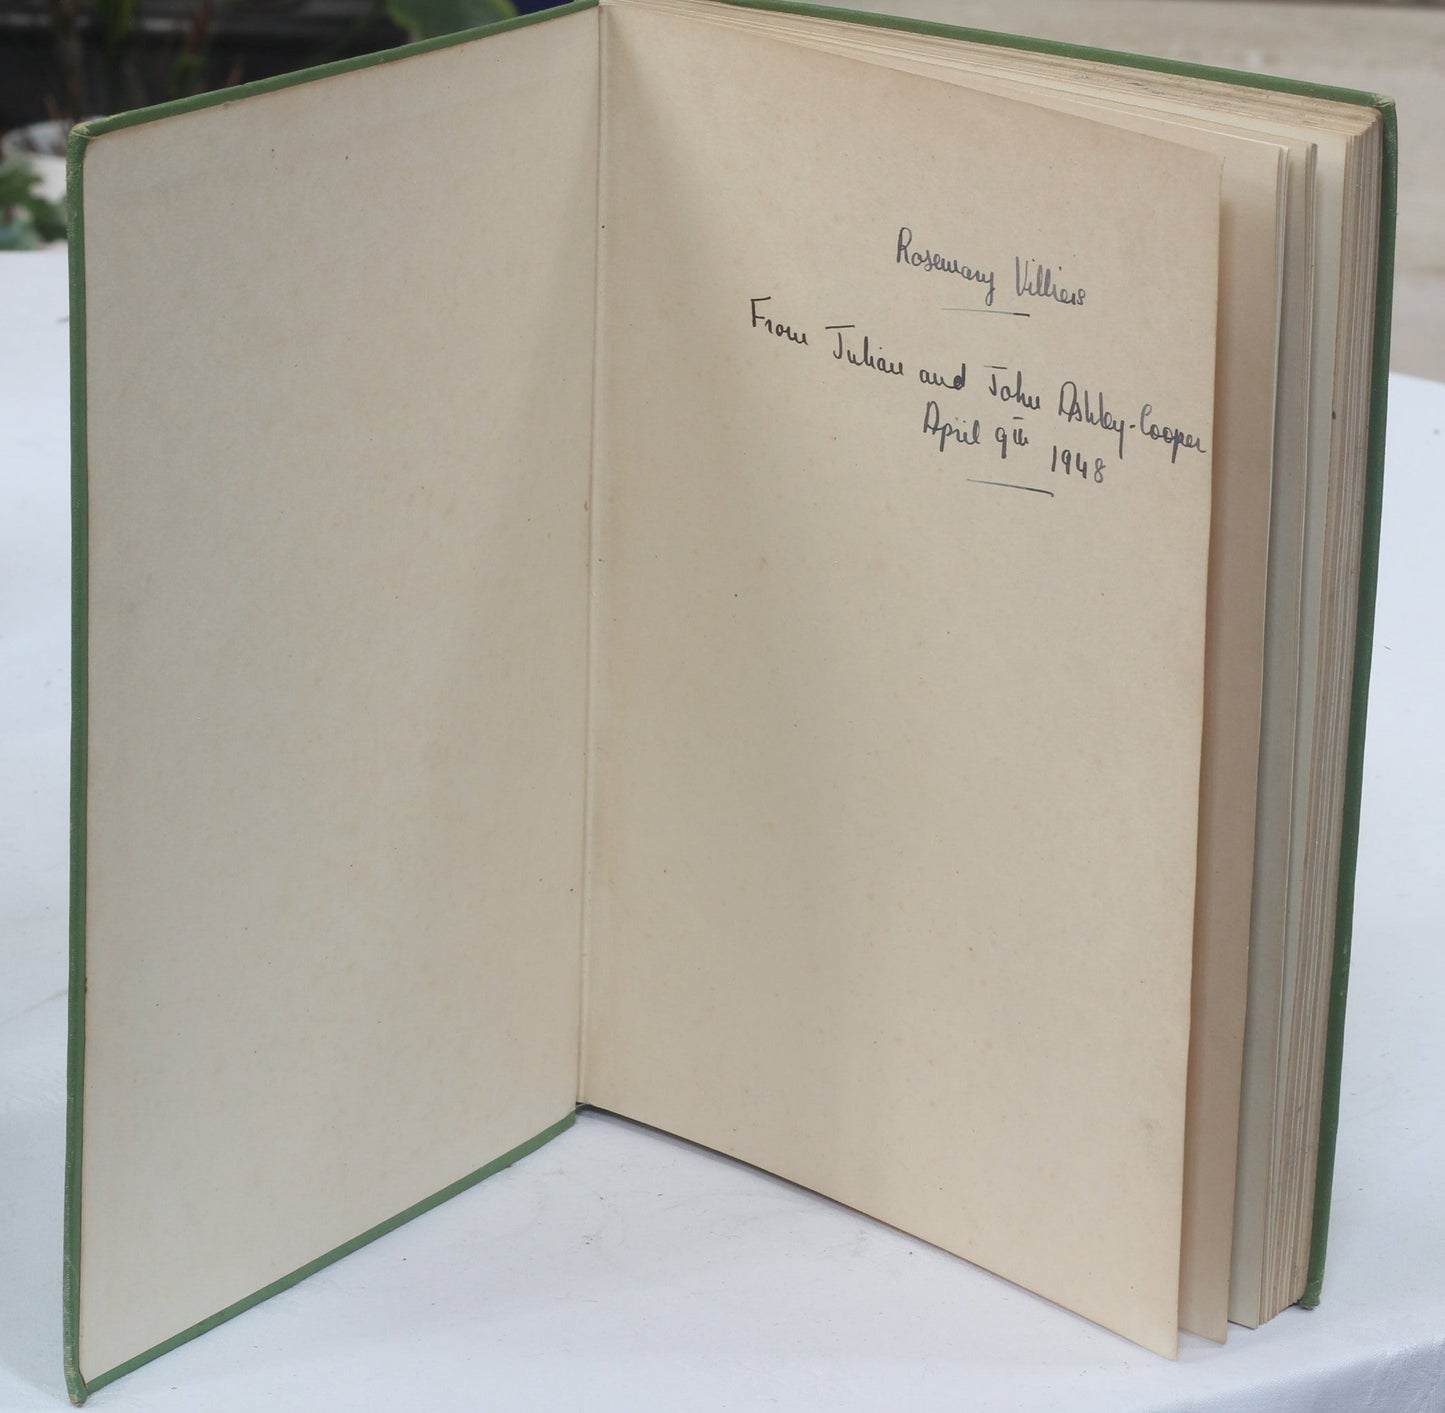 Rosemary Villiers
From Julian and John Ashley-Cooper
April 9th 1948